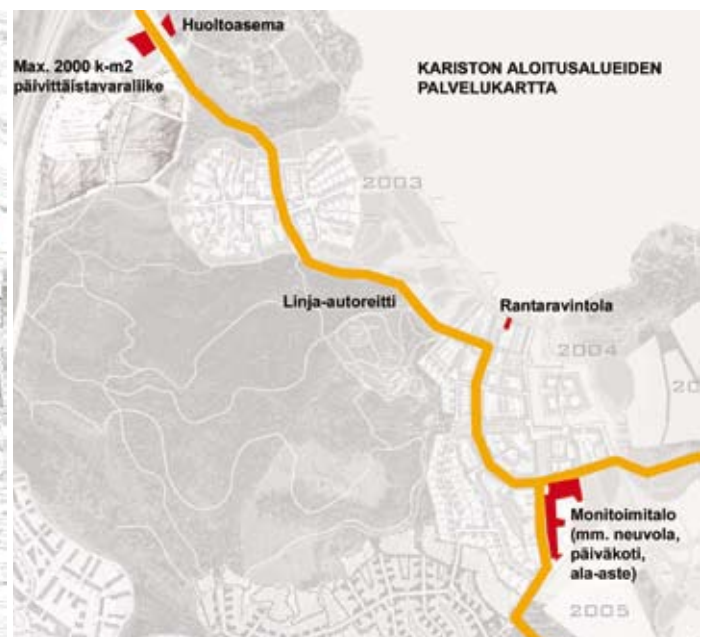 Huoltoasema
Max. 2000 k-m2
päivittäistavaraliike
KARISTON ALOITUSALUEIDEN
PALVELUKARTTA
2003
Linja-autoreitti
Rantaravintola
2004
20
Monitoimitalo
(mm. neuvola,
päiväkoti,
ala-aste)
2005